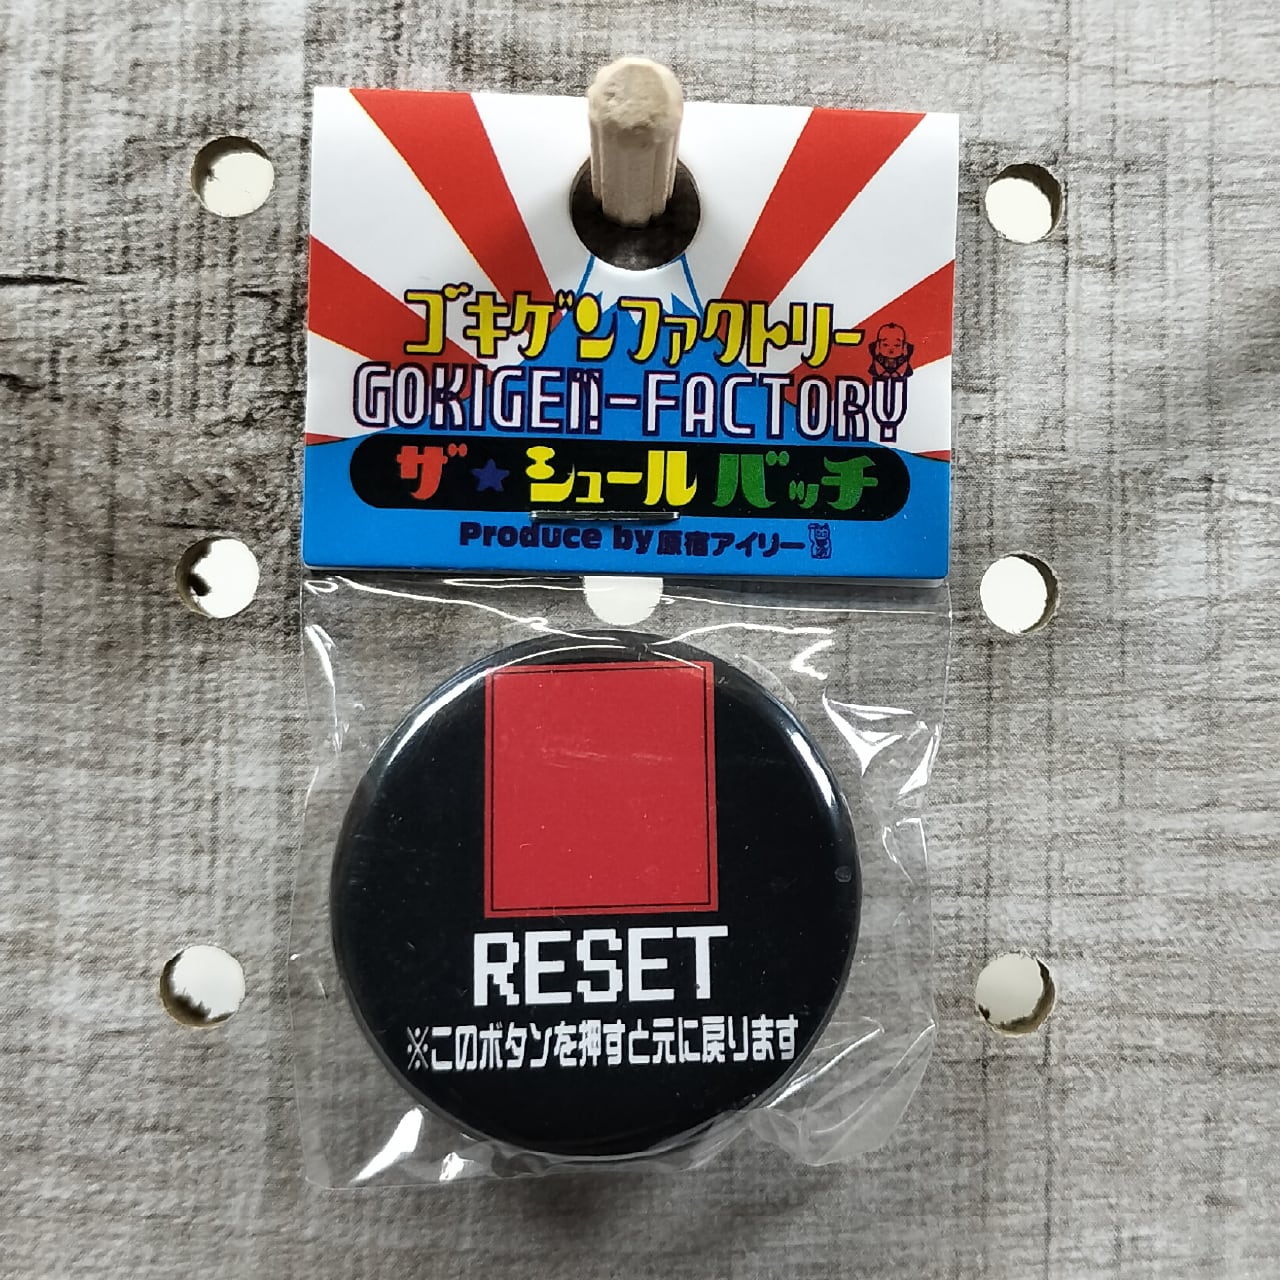 ゴキゲンファクトリー
GOKIGEN-FACTORY
ザ★シュールバッチ
Produce by 原宿アイリー
RESET
※このボタンを押すと元に戻ります